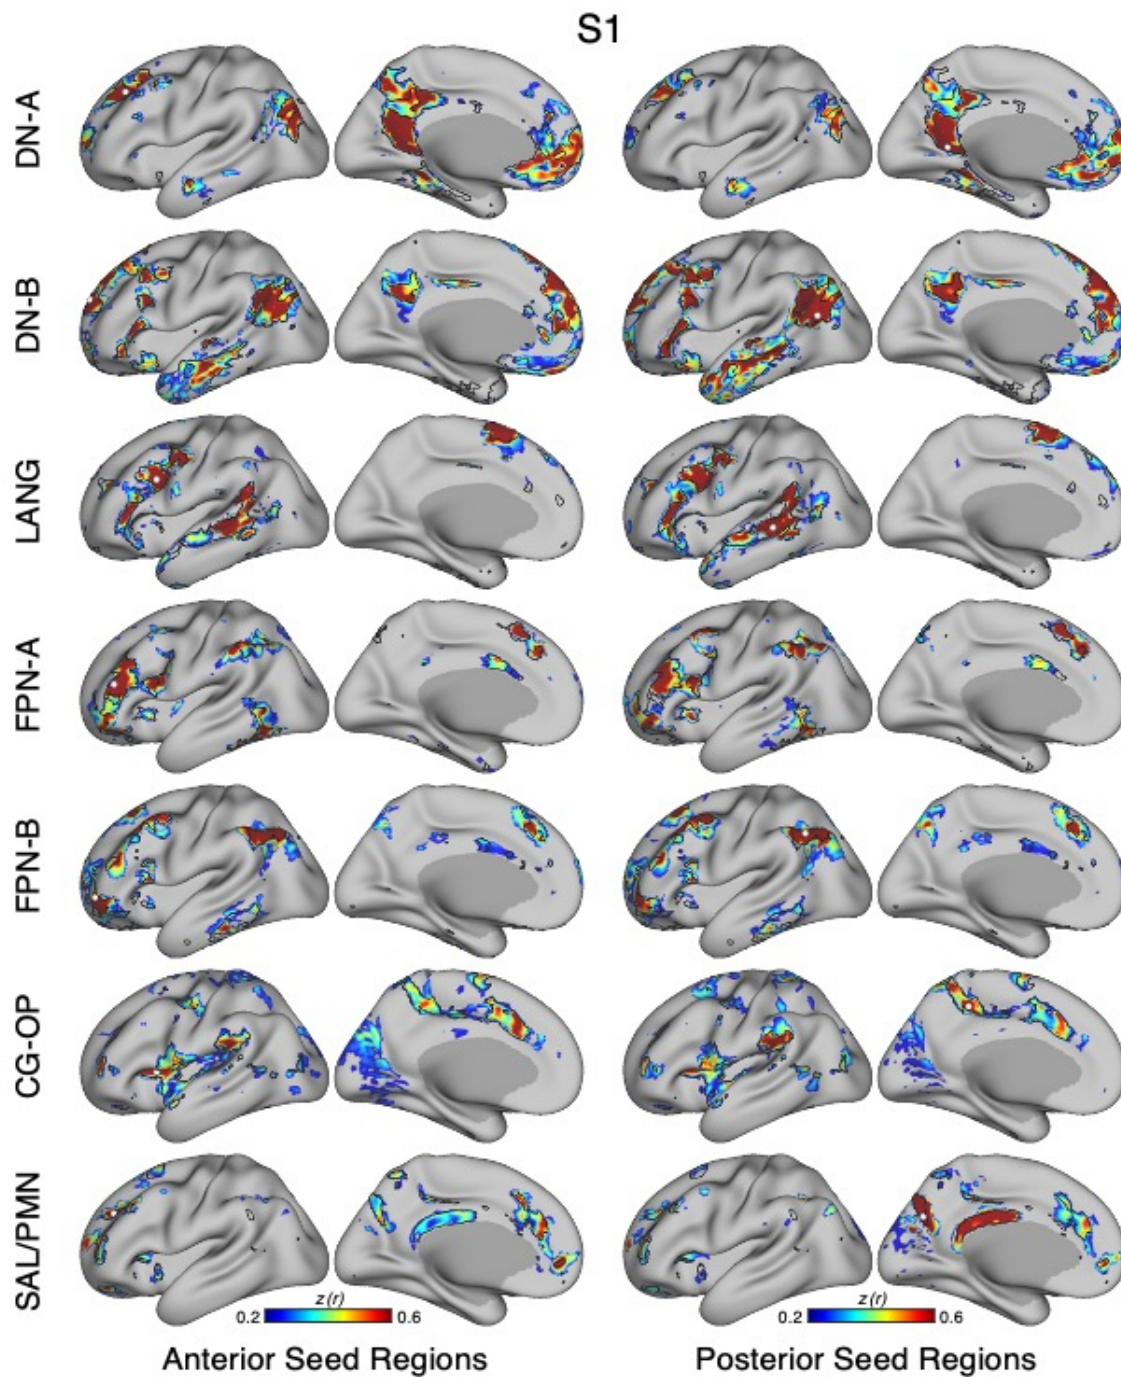 S1
DN-A
DN-B
LANG
FPN-A
FPN-B
CG-OP
SAL/PMN
z(r)
0.2 0.6
z(r)
0.2 0.6
Anterior Seed Regions
Posterior Seed Regions